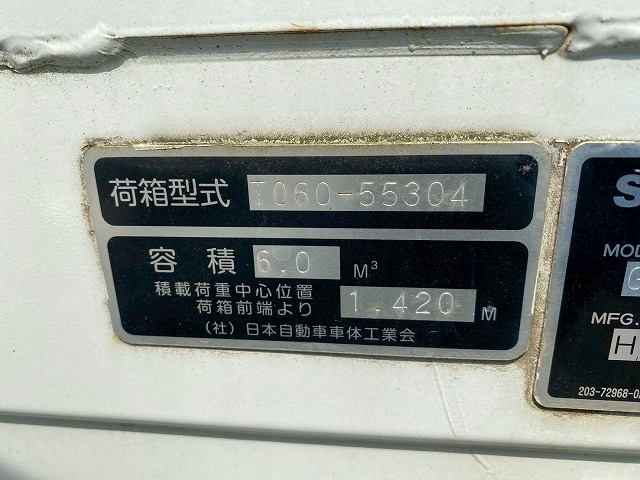 荷箱型式 T060-55304
容積 6.0 M³
積載荷重中心位置
荷箱前端より 1.420 M
(社)日本自動車車体工業会
S
MOD
G
MFG.
H
203-72968-0